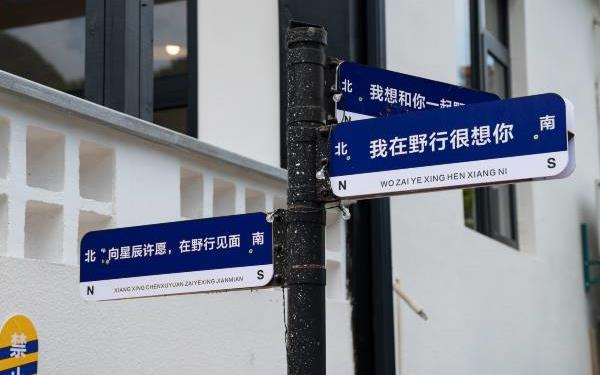 北 我想和你一起
N
北 我在野行很想你 南
N WO ZAI YE XING HEN XIANG NI S
北 向星辰许愿，在野行见面 南
N XIANG XING CHENXUYUAN ZAIYEXING JIANMIAN S
禁